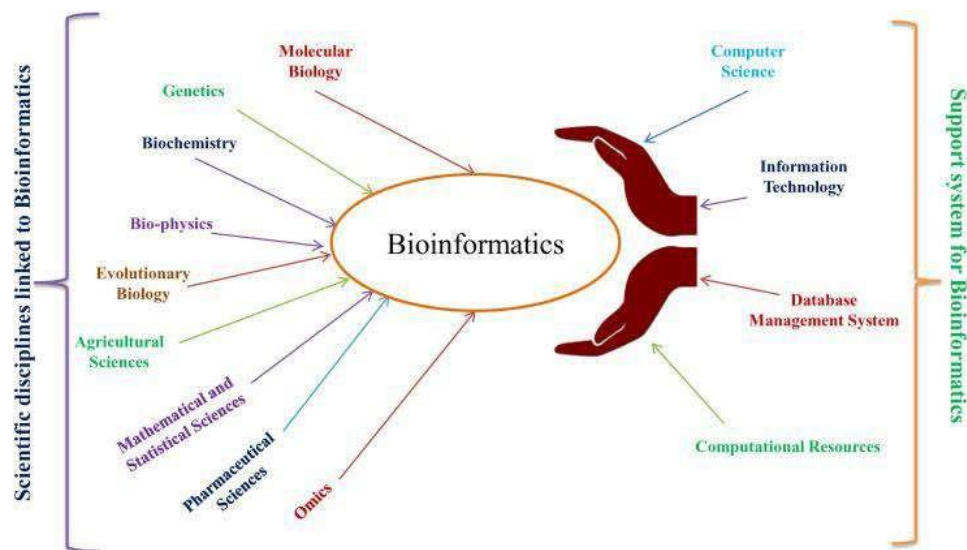 Scientific disciplines linked to Bioinformatics
Molecular
Biology
Genetics
Biochemistry
Bio-physics
Evolutionary
Biology
Agricultural
Sciences
Mathematical and
Statistical Sciences
Pharmaceutical
Sciences
Omics
Bioinformatics
Computer
Science
Information
Technology
Database
Management System
Computational Resources
Support system for Bioinformatics